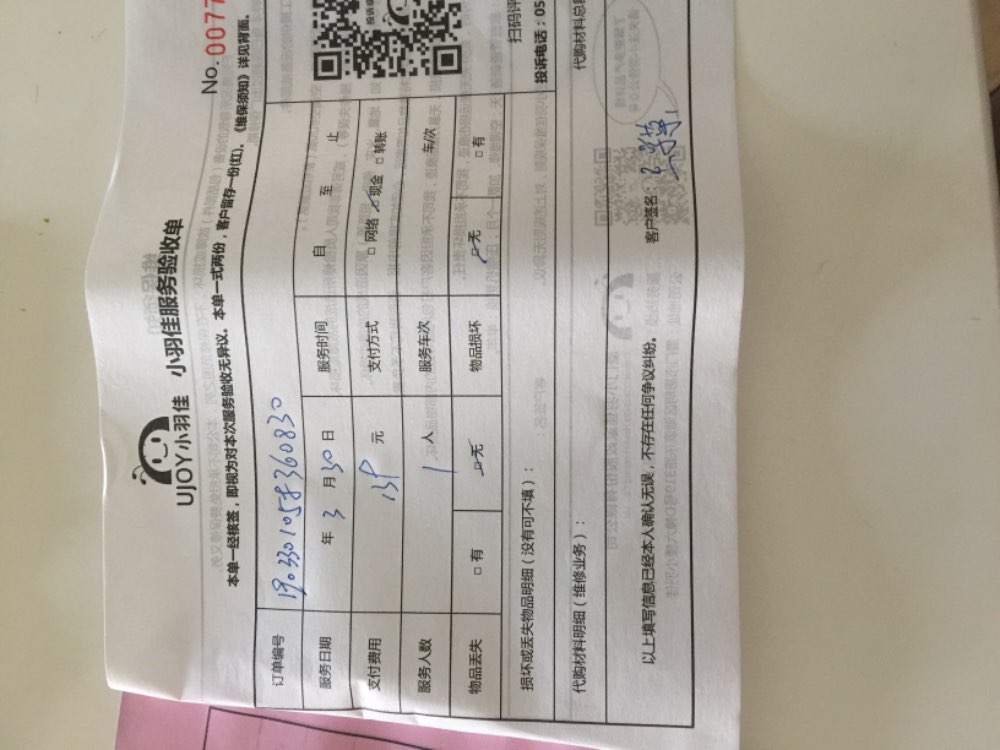 UJOY小羽佳 小羽佳服务验收单
No. 0077
本单一经核签，即视为对本次服务验收无异议。本单一式两份，客户留存一份(红)，《维保须知》详见背面。
订单编号 1903301058360830
服务日期 年 3 月 30 日 服务时间 自 至 止
支付费用 139 元 支付方式 □ 网络 ☑ 现金 □ 转账
服务人数 1 人 服务车次 车/次
物品丢失 □ 有 ☑ 无 物品损坏 ☑ 无 □ 有
损坏或丢失物品明细（没有可不填）：
代购材料明细（维修业务）： 代购材料总
以上填写信息已经本人确认无误，不存在任何争议纠纷。 客户签名：
扫码评
投诉电话：05